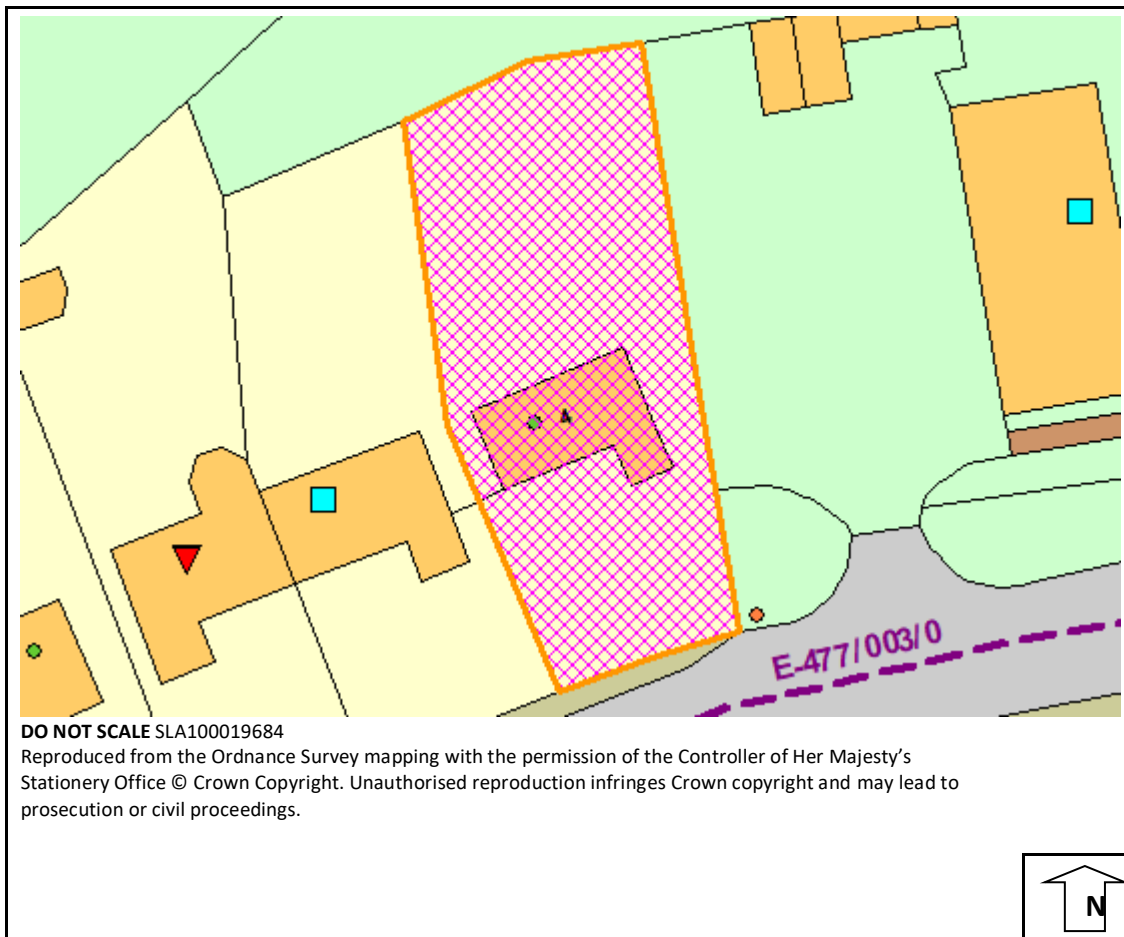 4
E-477/003/0
DO NOT SCALE SLA100019684
Reproduced from the Ordnance Survey mapping with the permission of the Controller of Her Majesty’s
Stationery Office © Crown Copyright. Unauthorised reproduction infringes Crown copyright and may lead to
prosecution or civil proceedings.
N